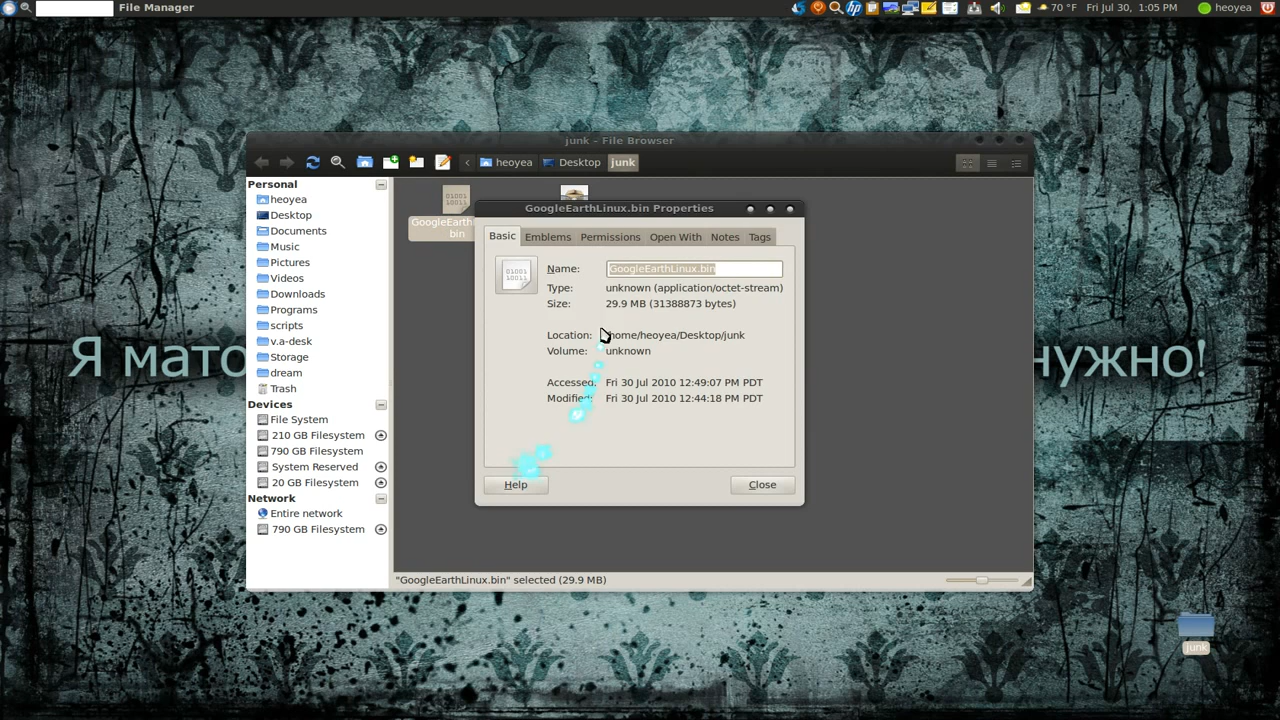 File Manager
70 °F Fri Jul 30, 1:05 PM heoyea
Я мато нужно!
junk - File Browser
heoyea Desktop junk
Personal
heoyea
Desktop
Documents
Music
Pictures
Videos
Downloads
Programs
scripts
v.a-desk
Storage
dream
Trash
Devices
File System
210 GB Filesystem
790 GB Filesystem
System Reserved
20 GB Filesystem
Network
Entire network
790 GB Filesystem
GoogleEarth
bin
GoogleEarthLinux.bin Properties
Basic Emblems Permissions Open With Notes Tags
Name: GoogleEarthLinux.bin
Type: unknown (application/octet-stream)
Size: 29.9 MB (31388873 bytes)
Location: /home/heoyea/Desktop/junk
Volume: unknown
Accessed: Fri 30 Jul 2010 12:49:07 PM PDT
Modified: Fri 30 Jul 2010 12:44:18 PM PDT
Help Close
"GoogleEarthLinux.bin" selected (29.9 MB)
junk